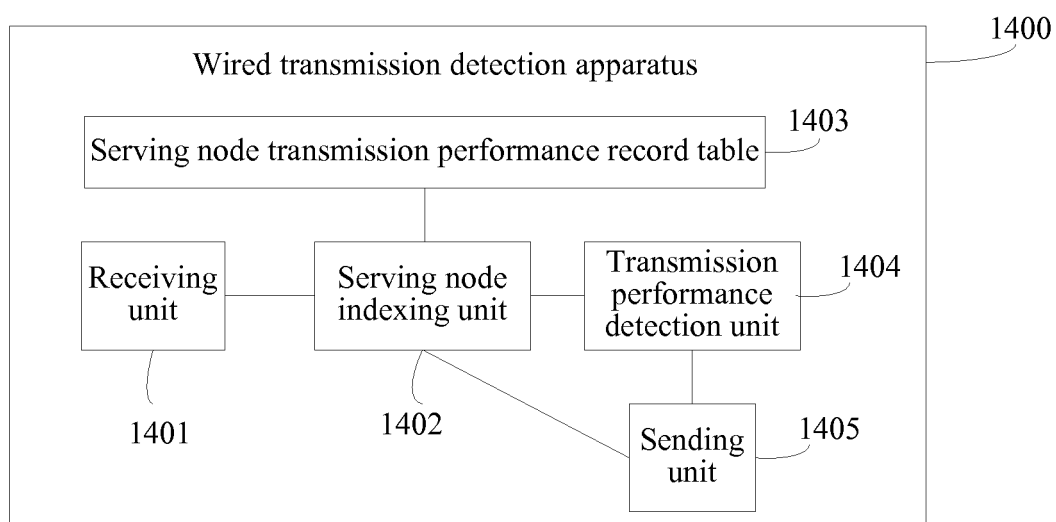 1400
Wired transmission detection apparatus
1403
Serving node transmission performance record table
Receiving
unit
Serving node
indexing unit
Transmission
performance
detection unit
1404
1401
1402
Sending
unit
1405